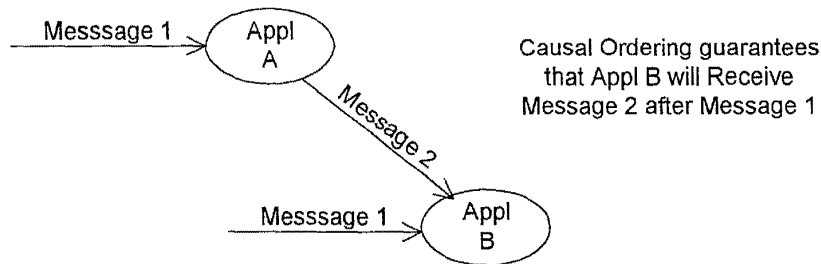 Messsage 1
Appl
A
Causal Ordering guarantees
that Appl B will Receive
Message 2 after Message 1
Message 2
Messsage 1
Appl
B